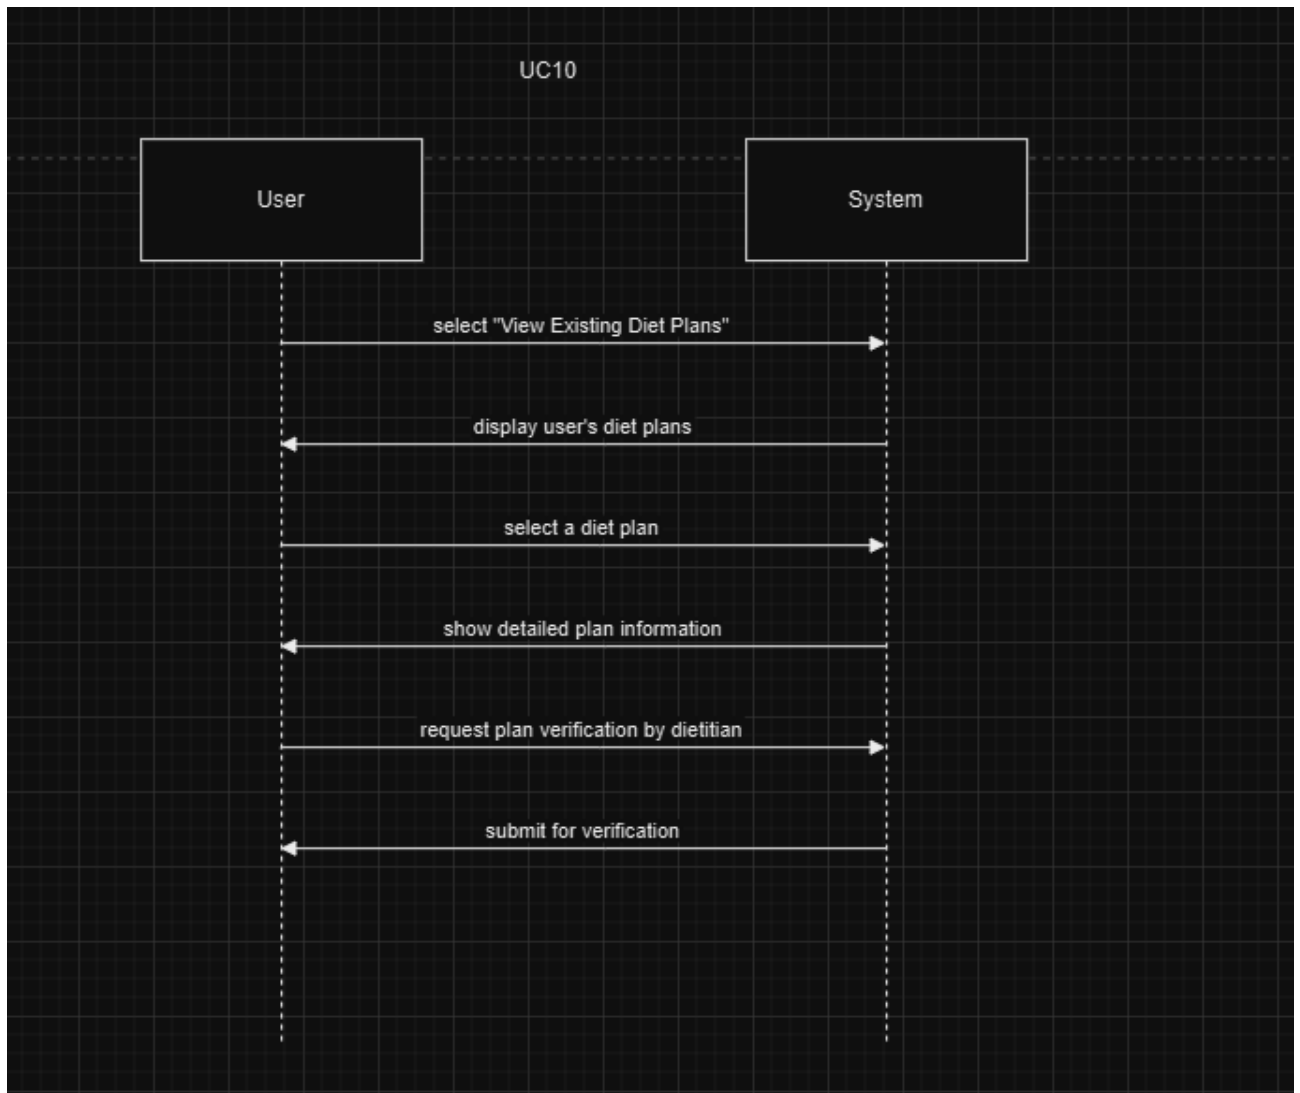 UC10
User
System
select "View Existing Diet Plans"
display user's diet plans
select a diet plan
show detailed plan information
request plan verification by dietitian
submit for verification